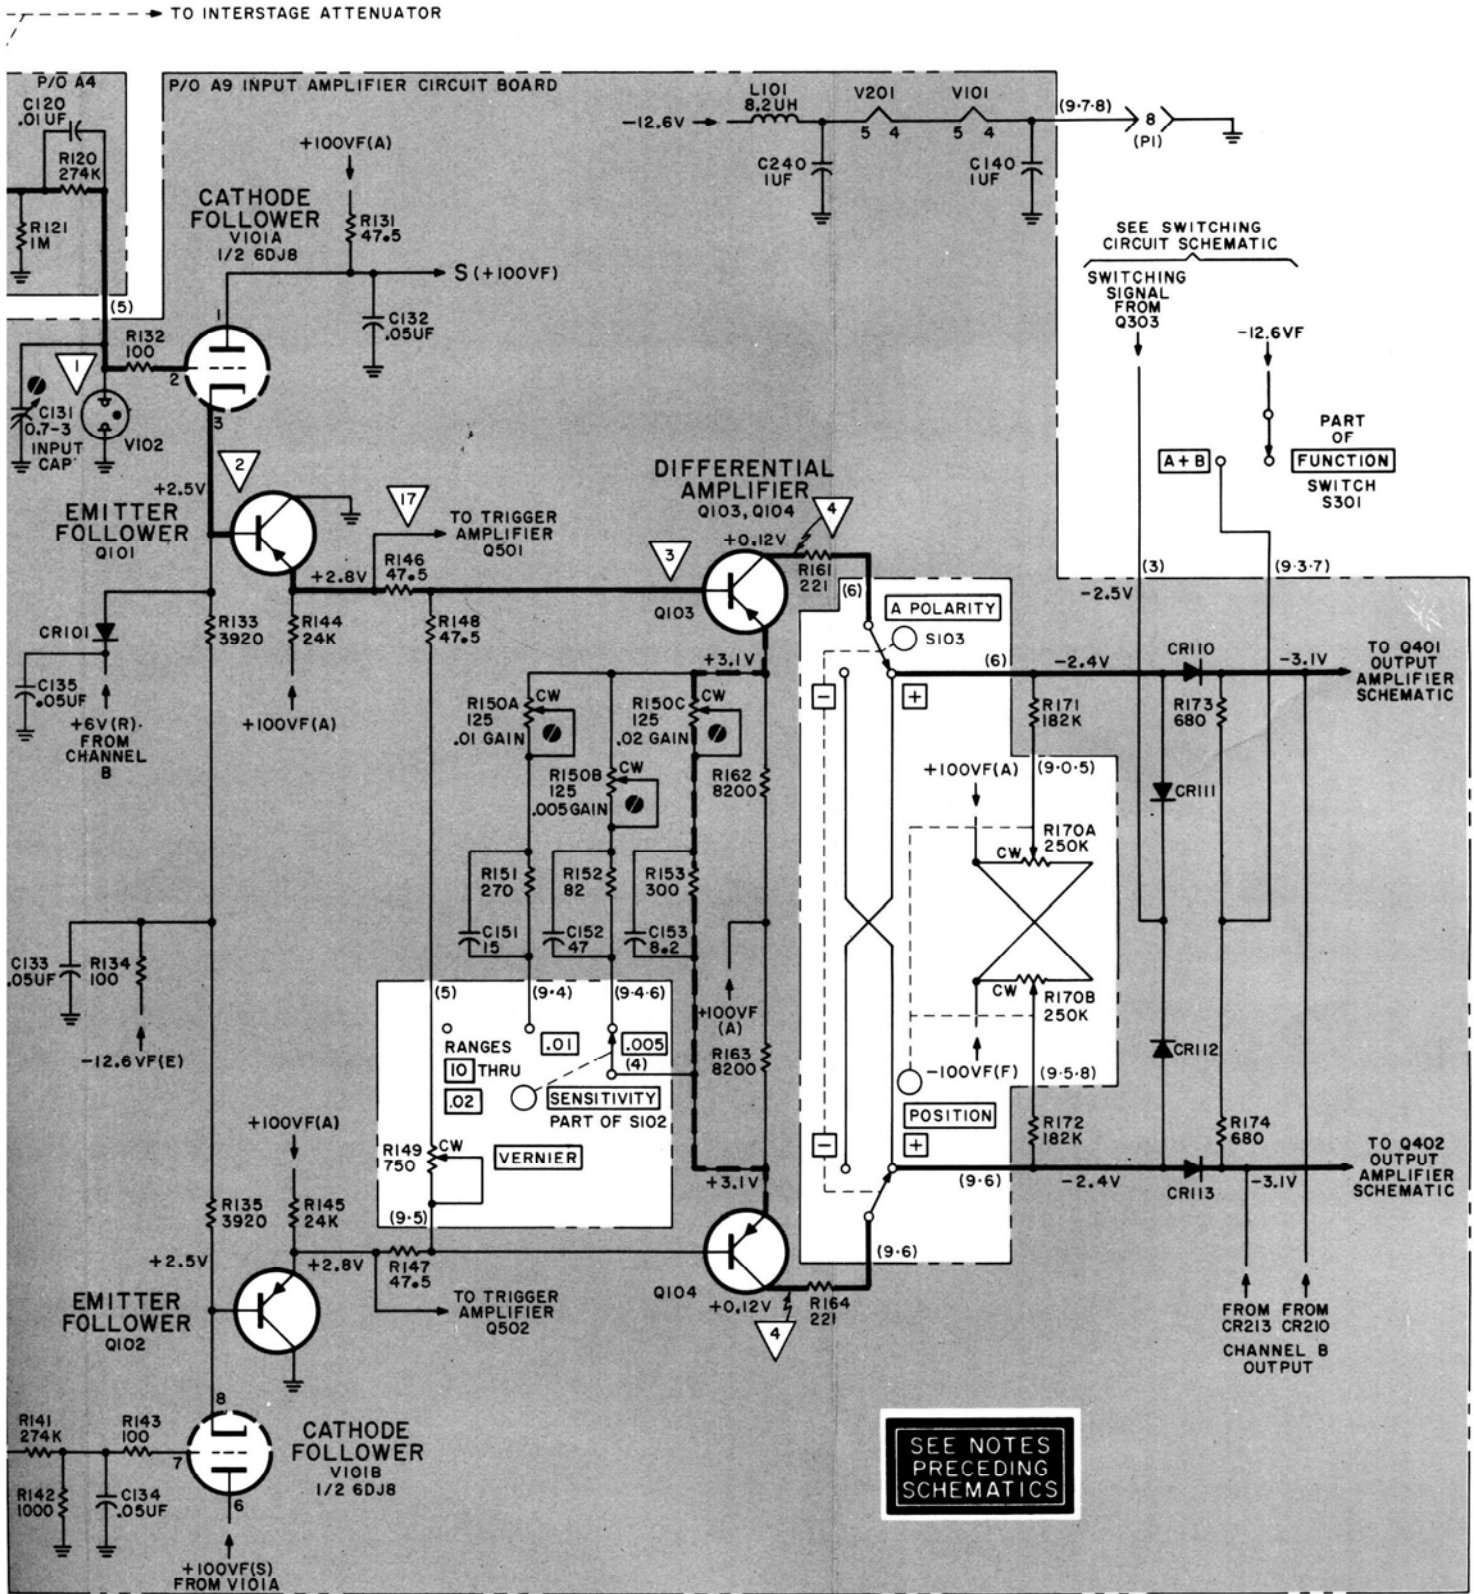 TO INTERSTAGE ATTENUATOR
P/O A4
C120
.01UF
R120
274K
R121
1M
(5)
P/O A9 INPUT AMPLIFIER CIRCUIT BOARD
+100VF(A)
CATHODE
FOLLOWER
V101A
1/2 6DJ8
R131
47.5
S (+100VF)
C132
.05UF
-12.6V
L101
8.2UH
V201
5 4
V101
5 4
(9·7·8)
8
(P1)
C240
1UF
C140
1UF
SEE SWITCHING
CIRCUIT SCHEMATIC
SWITCHING
SIGNAL
FROM
Q303
-12.6VF
PART
OF
FUNCTION
SWITCH
S301
A+B
(3)
(9·3·7)
R132
100
1
2
3
1
C131
0.7-3
INPUT
CAP
V102
+2.5V
2
EMITTER
FOLLOWER
Q101
17
TO TRIGGER
AMPLIFIER
Q501
+2.8V
R146
47.5
DIFFERENTIAL
AMPLIFIER
Q103, Q104
4
+0.12V
3
Q103
R161
221
(6)
A POLARITY
S103
-2.5V
CR101
R133
3920
R144
24K
R148
47.5
C135
.05UF
+6V(R)
FROM
CHANNEL
B
+100VF(A)
+3.1V
R150A
125
.01 GAIN
CW
R150B
125
.005 GAIN
CW
R150C
125
.02 GAIN
CW
R162
8200
−
+
(6)
-2.4V
CR110
-3.1V
TO Q401
OUTPUT
AMPLIFIER
SCHEMATIC
R171
182K
R173
680
+100VF(A)
(9·0·5)
CR111
R170A
250K
CW
R151
270
R152
82
R153
300
C151
15
C152
47
C153
8.2
C133
.05UF
R134
100
-12.6VF(E)
(5)
(9·4)
(9·4·6)
RANGES
10 THRU
.02
.01
.005
(4)
SENSITIVITY
PART OF S102
+100VF
(A)
R163
8200
CW
R170B
250K
-100VF(F)
(9·5·8)
CR112
POSITION
−
+
R172
182K
R174
680
+100VF(A)
R149
750
CW
VERNIER
(9·5)
+3.1V
(9·6)
-2.4V
CR113
-3.1V
TO Q402
OUTPUT
AMPLIFIER
SCHEMATIC
R135
3920
R145
24K
+2.5V
+2.8V
R147
47.5
EMITTER
FOLLOWER
Q102
TO TRIGGER
AMPLIFIER
Q502
Q104
+0.12V
R164
221
(9·6)
4
FROM
CR213
FROM
CR210
CHANNEL B
OUTPUT
R141
274K
R143
100
8
7
6
CATHODE
FOLLOWER
V101B
1/2 6DJ8
R142
1000
C134
.05UF
+100VF(S)
FROM V101A
SEE NOTES
PRECEDING
SCHEMATICS